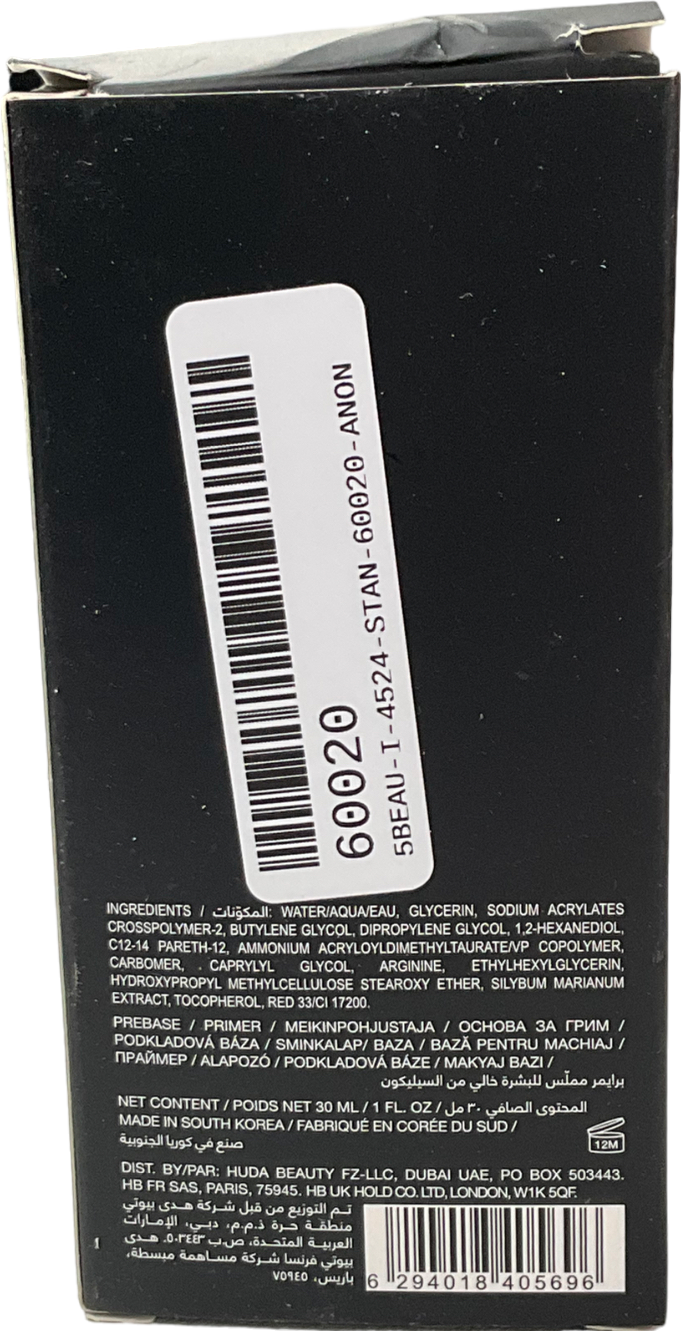 60020
5BEAU-I-4524-STAN-60020-ANON
INGREDIENTS / المكوّنات: WATER/AQUA/EAU, GLYCERIN, SODIUM ACRYLATES
CROSSPOLYMER-2, BUTYLENE GLYCOL, DIPROPYLENE GLYCOL, 1,2-HEXANEDIOL,
C12-14 PARETH-12, AMMONIUM ACRYLOYLDIMETHYLTAURATE/VP COPOLYMER,
CARBOMER, CAPRYLYL GLYCOL, ARGININE, ETHYLHEXYLGLYCERIN,
HYDROXYPROPYL METHYLCELLULOSE STEAROXY ETHER, SILYBUM MARIANUM
EXTRACT, TOCOPHEROL, RED 33/CI 17200.
PREBASE / PRIMER / MEIKINPOHJUSTAJA / ОСНОВА ЗА ГРИМ /
PODKLADOVÁ BÁZA / SMINKALAP/ BAZA / BAZĂ PENTRU MACHIAJ /
ПРАЙМЕР / ALAPOZÓ / PODKLADOVÁ BÁZE / MAKYAJ BAZI /
برايمر مملّس للبشرة خالي من السيليكون
NET CONTENT / POIDS NET 30 ML / 1 FL. OZ / المحتوى الصافي ٣٠ مل
MADE IN SOUTH KOREA / FABRIQUÉ EN CORÉE DU SUD /
صنع في كوريا الجنوبية
12M
DIST. BY/PAR: HUDA BEAUTY FZ-LLC, DUBAI UAE, PO BOX 503443.
HB FR SAS, PARIS, 75945. HB UK HOLD CO. LTD, LONDON, W1K 5QF.
تم التوزيع من قبل شركة هدى بيوتي
منطقة حرة ذ.م.م، دبي، الإمارات
العربية المتحدة، ص.ب ٥٠٣٤٤٣. هدى
بيوتي فرنسا شركة مساهمة مبسطة،
باريس، ٧٥٩٤٥
6 294018 405696